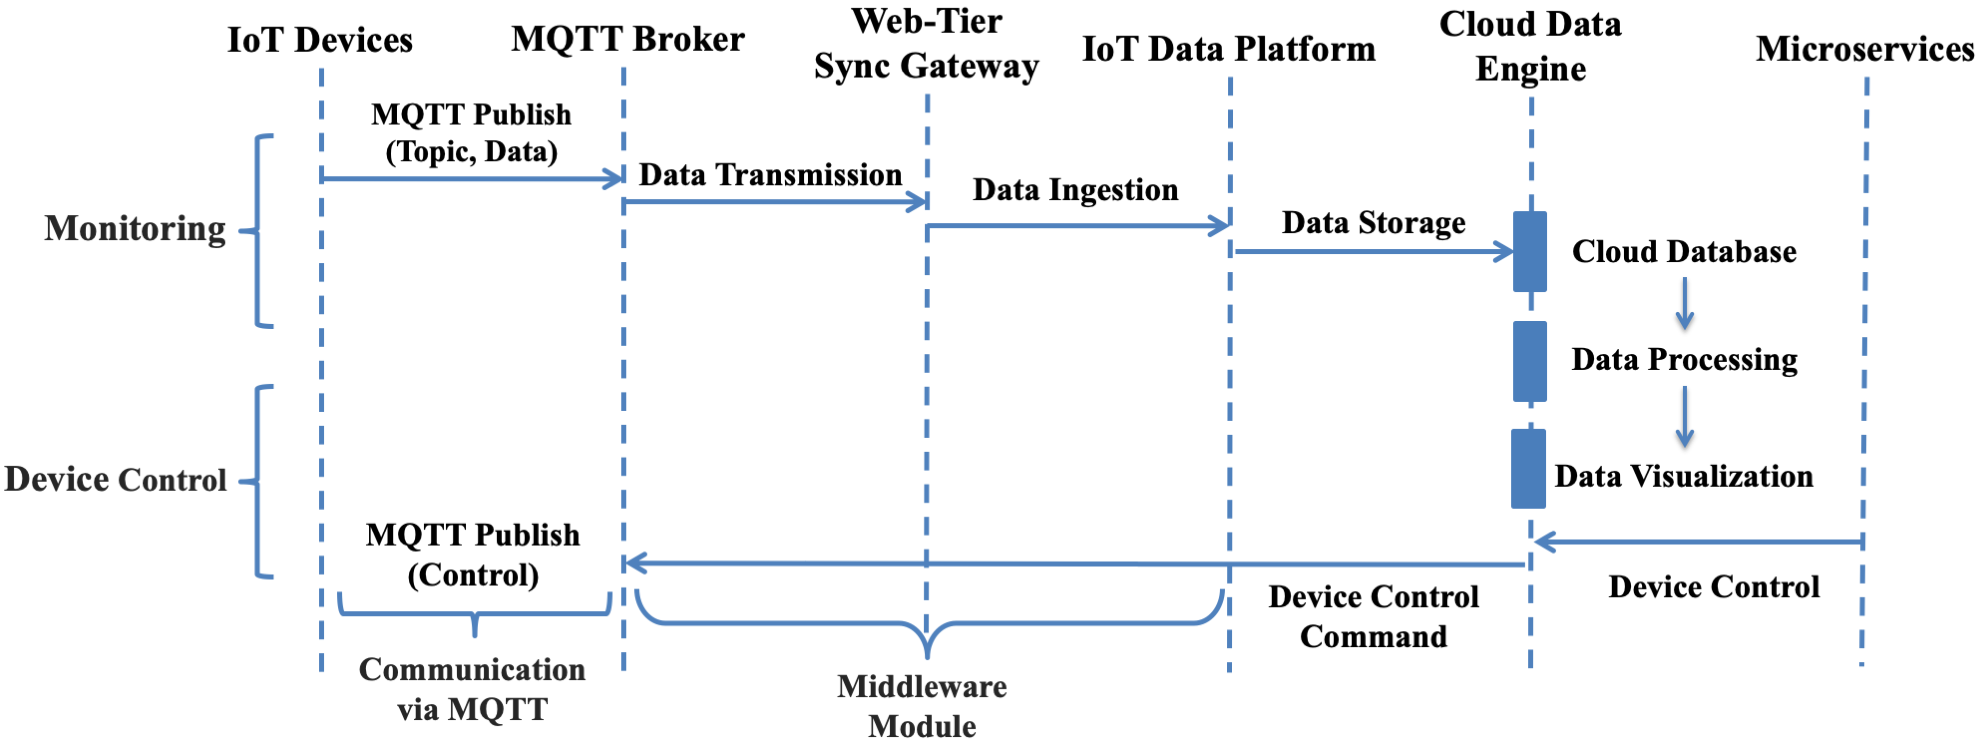 IoT Devices
MQTT Broker
Web-Tier
Sync Gateway
IoT Data Platform
Cloud Data
Engine
Microservices
MQTT Publish
(Topic, Data)
Data Transmission
Data Ingestion
Data Storage
Monitoring
Cloud Database
Data Processing
Device Control
Data Visualization
MQTT Publish
(Control)
Device Control
Command
Device Control
Communication
via MQTT
Middleware
Module